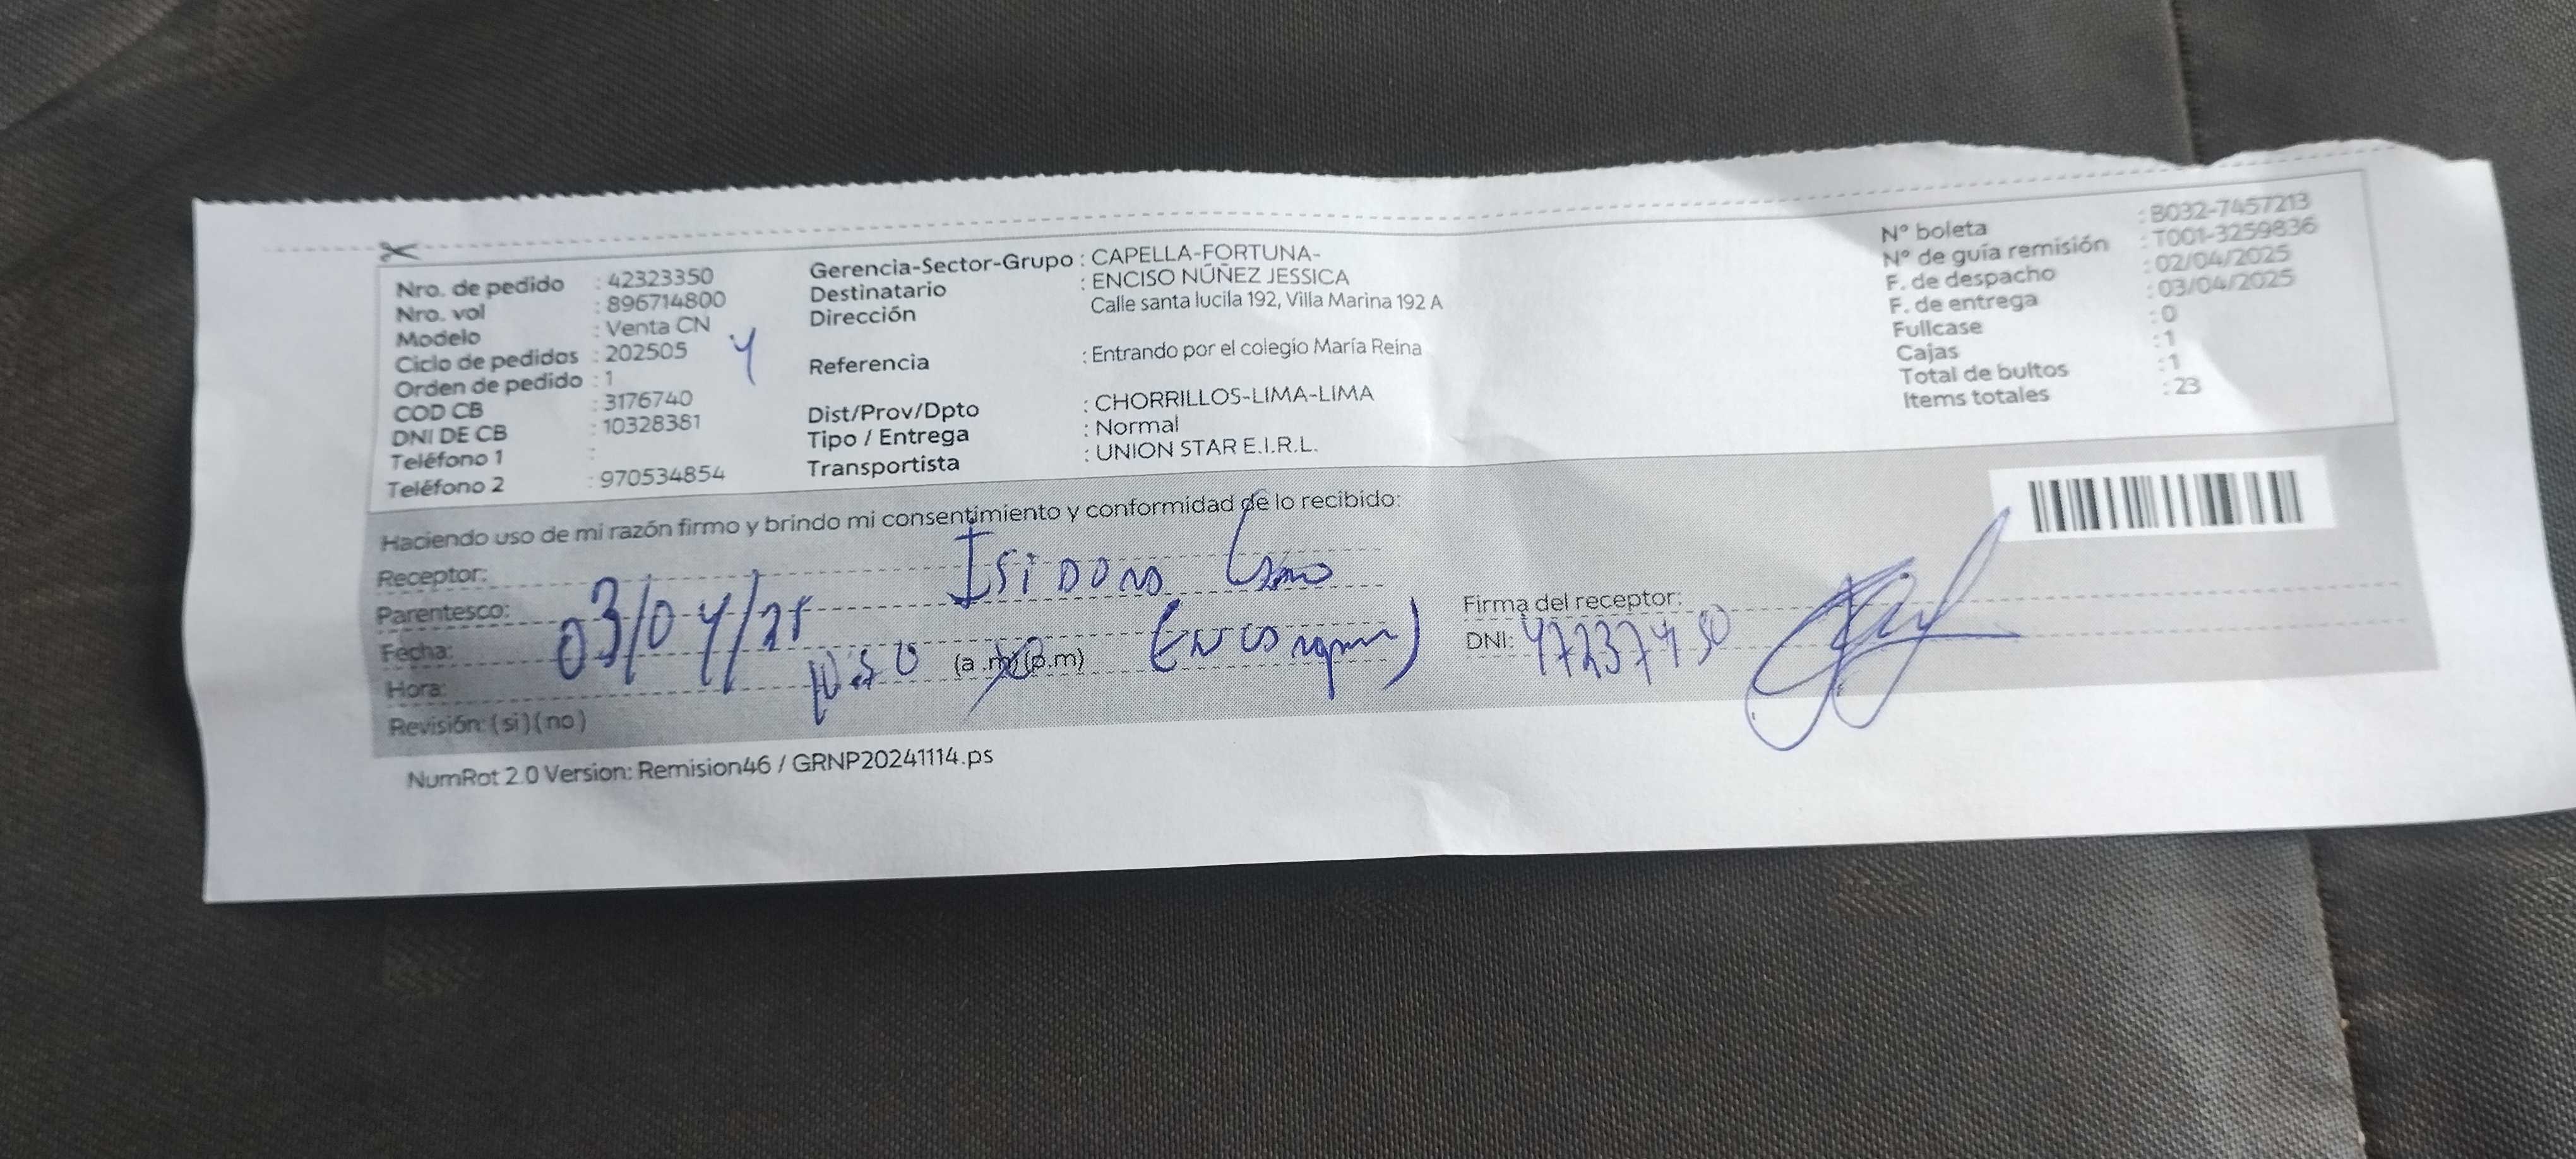 Nro. de pedido : 42323350
Nro. vol : 896714800
Modelo : Venta CN
Ciclo de pedidos : 202505
Orden de pedido : 1
COD CB : 3176740
DNI DE CB : 10328381
Teléfono 1 :
Teléfono 2 : 970534854
4
Gerencia-Sector-Grupo : CAPELLA-FORTUNA-
Destinatario : ENCISO NÚÑEZ JESSICA
Dirección Calle santa lucila 192, Villa Marina 192 A
Referencia : Entrando por el colegio María Reina
Dist/Prov/Dpto : CHORRILLOS-LIMA-LIMA
Tipo / Entrega : Normal
Transportista : UNION STAR E.I.R.L.
N° boleta : B032-7457213
N° de guía remisión : T001-3259836
F. de despacho : 02/04/2025
F. de entrega : 03/04/2025
Fullcase : 0
Cajas : 1
Total de bultos : 1
Items totales : 23
Haciendo uso de mi razón firmo y brindo mi consentimiento y conformidad de lo recibido:
Receptor: Isidoro
Parentesco:
Fecha: 03/04/25
Hora: (a.m) (p.m)
Revisión: (si) (no)
Firma del receptor:
DNI: 47237450
NumRot 2.0 Version: Remision46 / GRNP20241114.ps